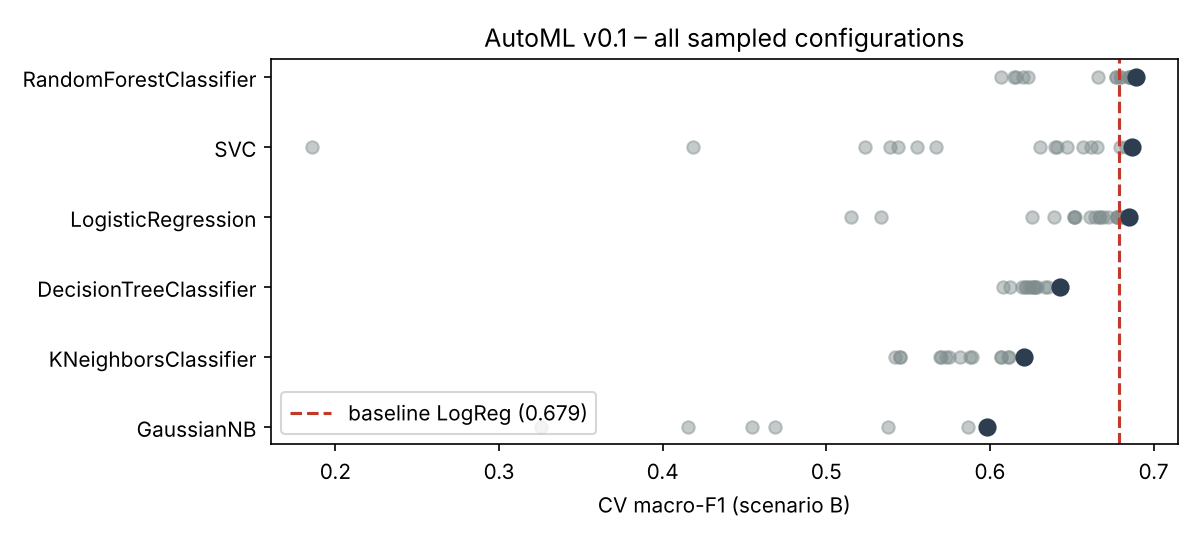 AutoML v0.1 – all sampled configurations
RandomForestClassifier
SVC
LogisticRegression
DecisionTreeClassifier
KNeighborsClassifier
GaussianNB
baseline LogReg (0.679)
0.2 0.3 0.4 0.5 0.6 0.7
CV macro-F1 (scenario B)